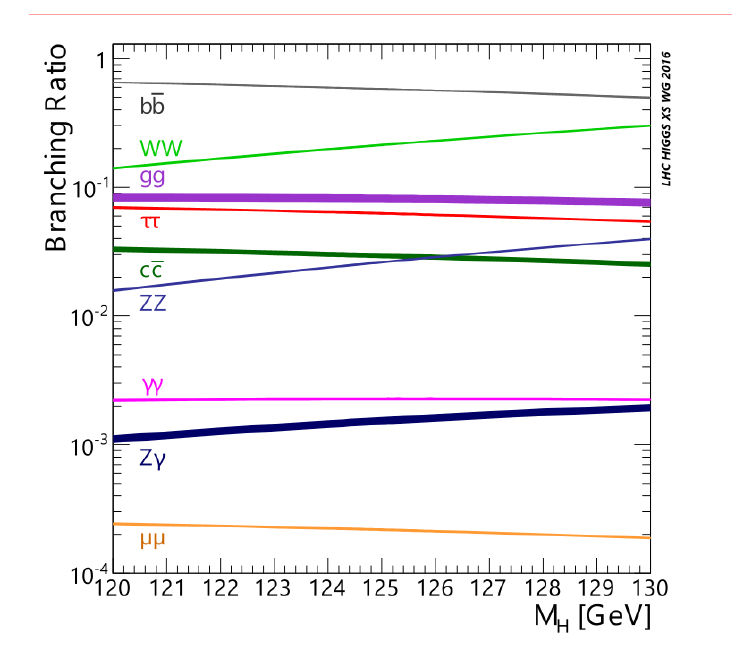 Branching Ratio
1
10⁻¹
10⁻²
10⁻³
10⁻⁴
bb̅
WW
gg
ττ
cc̅
ZZ
γγ
Zγ
μμ
120 121 122 123 124 125 126 127 128 129 130
M_H [GeV]
LHC HIGGS XS WG 2016